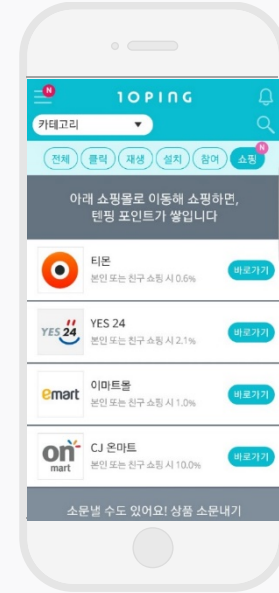 N
10PING
카테고리 ▼
전체 클릭 재생 설치 참여 쇼핑 N
아래 쇼핑몰로 이동해 쇼핑하면,
텐핑 포인트가 쌓입니다
티몬
본인 또는 친구 쇼핑 시 0.6%
바로가기
YES 24
YES 24
본인 또는 친구 쇼핑 시 2.1%
바로가기
emart
이마트몰
본인 또는 친구 쇼핑 시 1.0%
바로가기
on
mart
CJ 온마트
본인 또는 친구 쇼핑 시 10.0%
바로가기
소문낼 수도 있어요! 상품 소문내기